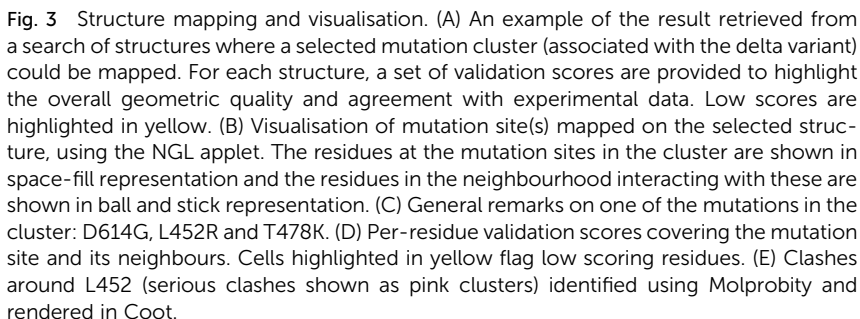 Fig. 3 Structure mapping and visualisation. (A) An example of the result retrieved from
a search of structures where a selected mutation cluster (associated with the delta variant)
could be mapped. For each structure, a set of validation scores are provided to highlight
the overall geometric quality and agreement with experimental data. Low scores are
highlighted in yellow. (B) Visualisation of mutation site(s) mapped on the selected struc-
ture, using the NGL applet. The residues at the mutation sites in the cluster are shown in
space-fill representation and the residues in the neighbourhood interacting with these are
shown in ball and stick representation. (C) General remarks on one of the mutations in the
cluster: D614G, L452R and T478K. (D) Per-residue validation scores covering the mutation
site and its neighbours. Cells highlighted in yellow flag low scoring residues. (E) Clashes
around L452 (serious clashes shown as pink clusters) identified using Molprobity and
rendered in Coot.